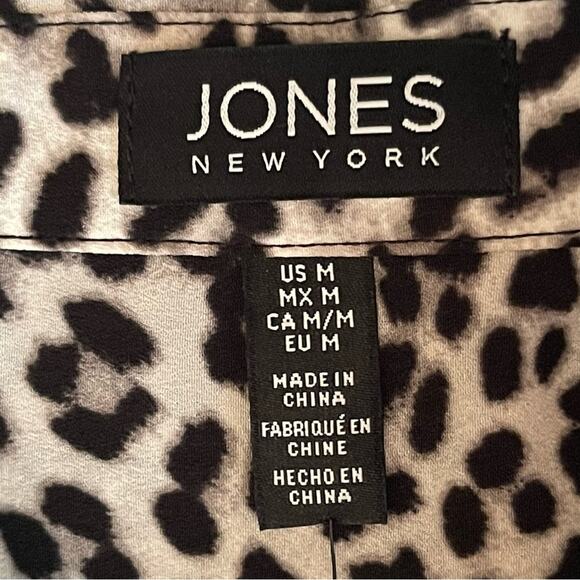 JONES
NEW YORK
US M
MX M
CA M/M
EU M
MADE IN
CHINA
FABRIQUÉ EN
CHINE
HECHO EN
CHINA